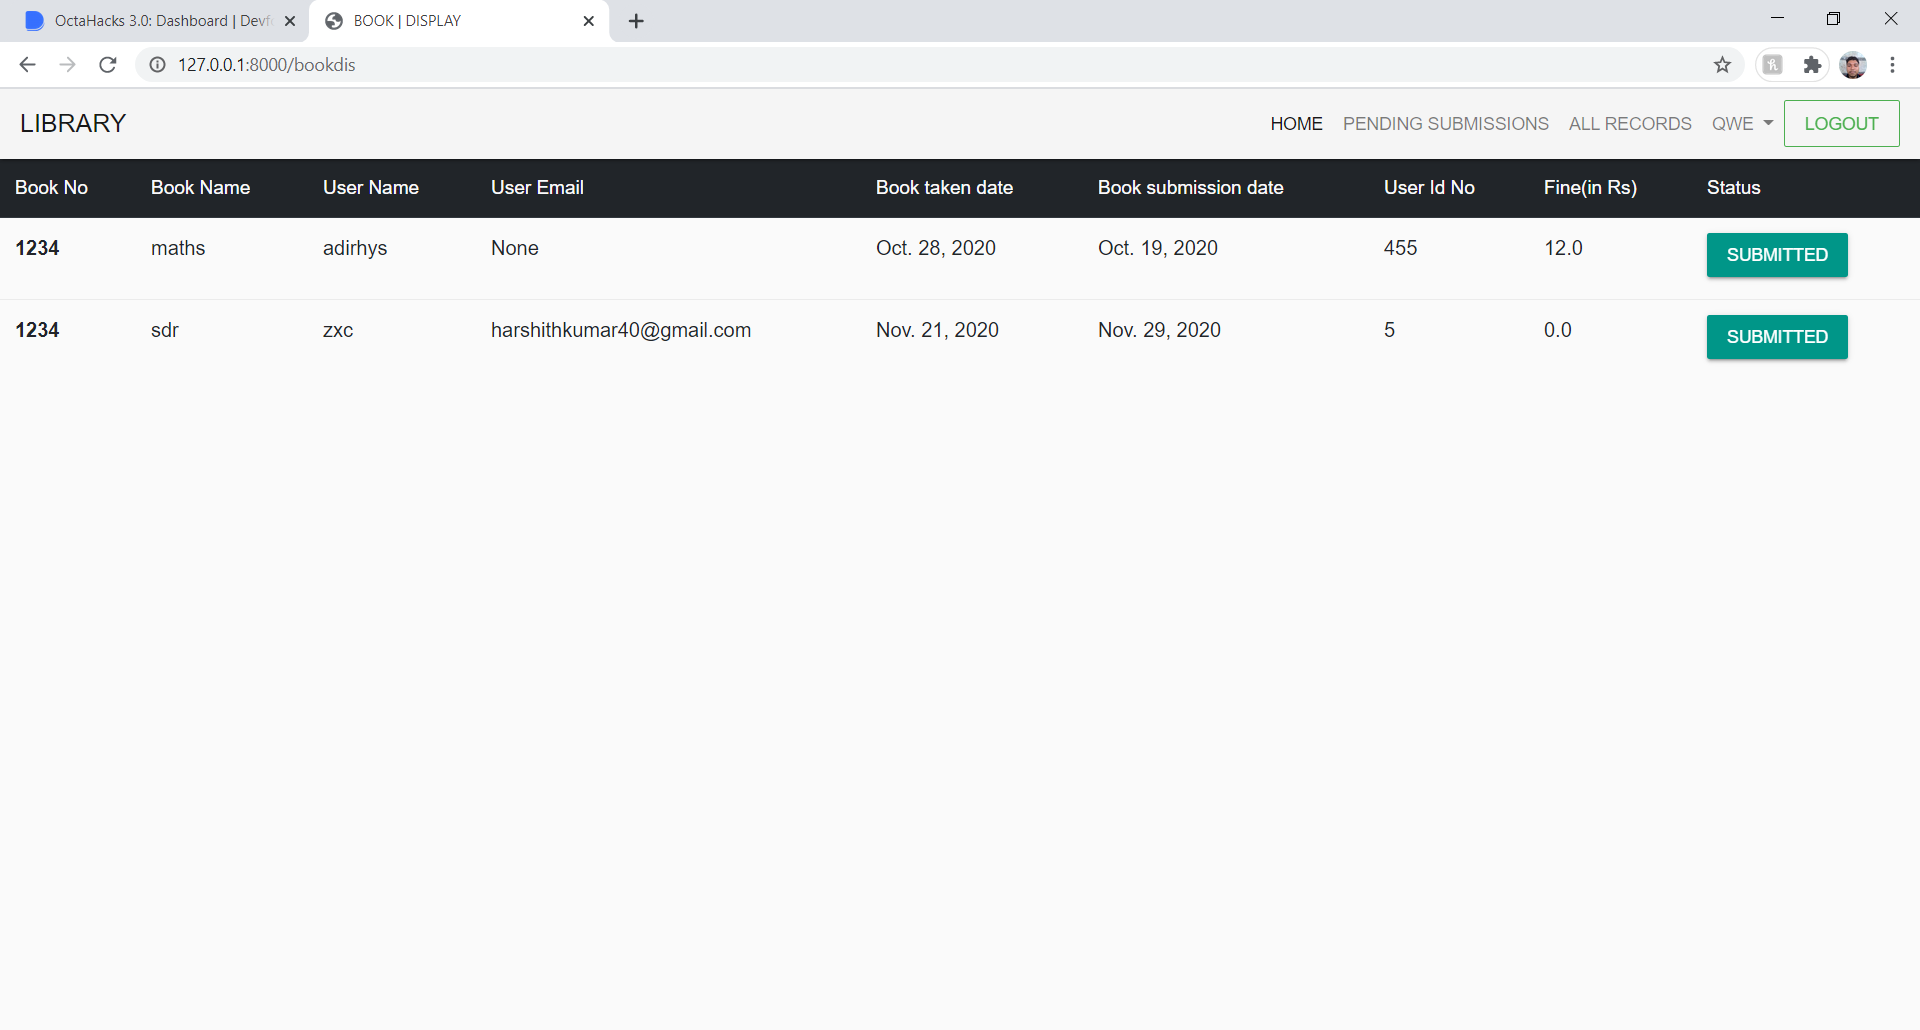 OctaHacks 3.0: Dashboard | Devf
BOOK | DISPLAY
127.0.0.1:8000/bookdis
LIBRARY
HOME PENDING SUBMISSIONS ALL RECORDS QWE LOGOUT
Book No Book Name User Name User Email Book taken date Book submission date User Id No Fine(in Rs) Status
1234 maths adirhys None Oct. 28, 2020 Oct. 19, 2020 455 12.0 SUBMITTED
1234 sdr zxc harshithkumar40@gmail.com Nov. 21, 2020 Nov. 29, 2020 5 0.0 SUBMITTED